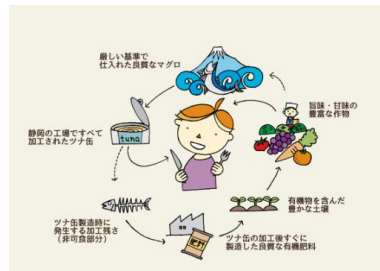 厳しい基準で
仕入れた良質なマグロ
旨味・甘味の
豊富な作物
静岡の工場ですべて
加工されたツナ缶
tuna
有機物を含んだ
豊かな土壌
ツナ缶製造時に
発生する加工残さ
(非可食部分)
肥料
ツナ缶の加工後すぐに
製造した良質な有機肥料